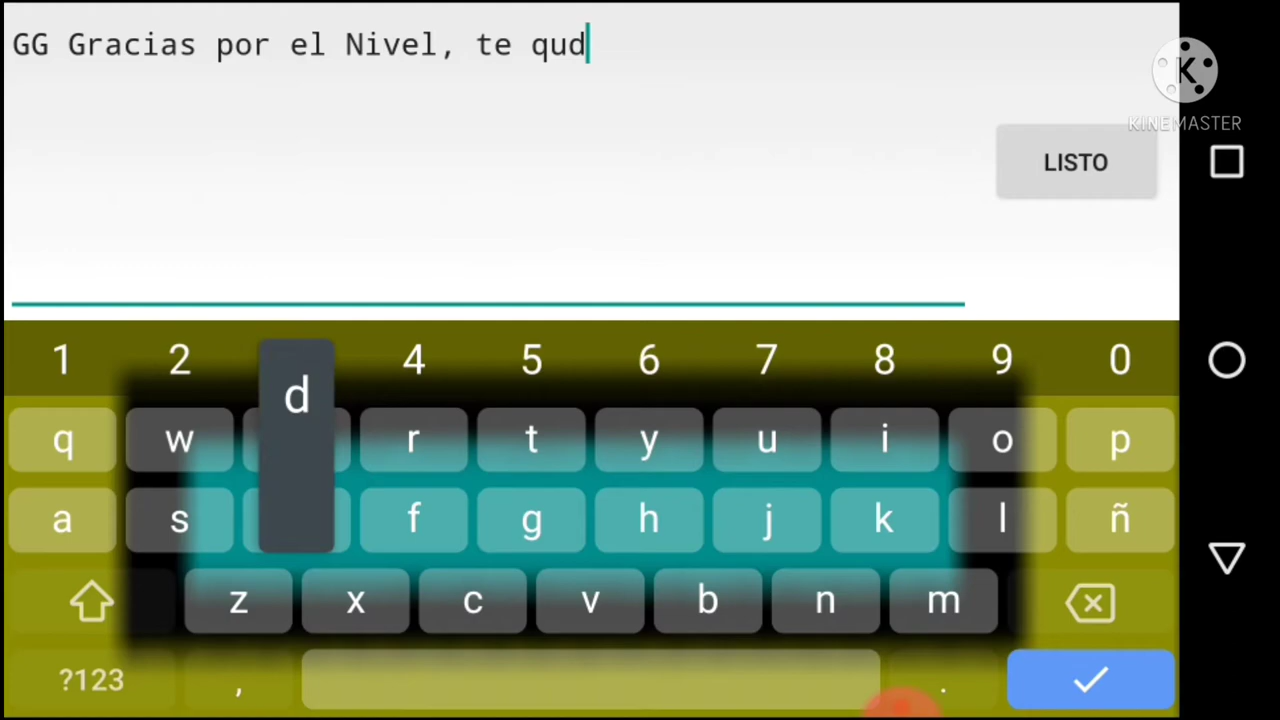 GG Gracias por el Nivel, te qud
K
KINEMASTER
LISTO
1 2 4 5 6 7 8 9 0
d
q w r t y u i o p
a s f g h j k l ñ
z x c v b n m
?123 , .